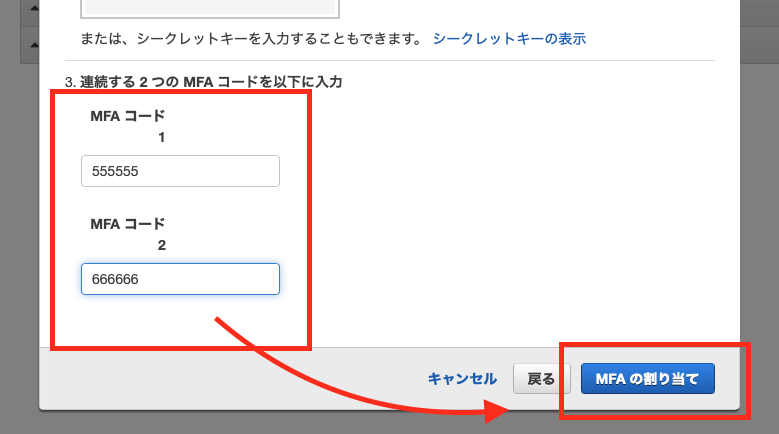 または、シークレットキーを入力することもできます。 シークレットキーの表示
3. 連続する 2 つの MFA コードを以下に入力
MFA コード
1
555555
MFA コード
2
666666
キャンセル 戻る MFA の割り当て